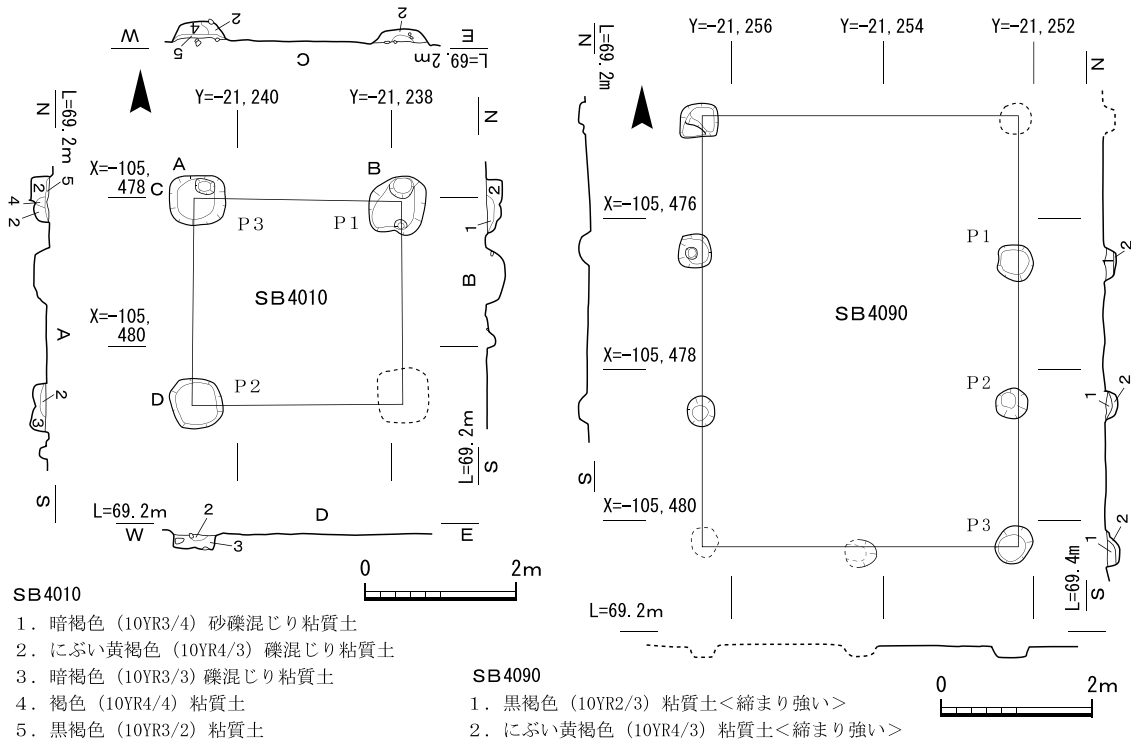 2
4
2
5
W
E
L=69.2m
C
N
L=69.2m
Y=-21,240
Y=-21,238
N
X=-105,
478
A
B
C
5
2
4
2
P3
P1
2
1
SB4010
B
A
X=-105,
480
D
P2
2
3
S
L=69.2m
S
L=69.2m
W
2
D
3
E
0
2m
SB4010
1．暗褐色（10YR3/4）砂礫混じり粘質土
2．にぶい黄褐色（10YR4/3）礫混じり粘質土
3．暗褐色（10YR3/3）礫混じり粘質土
4．褐色（10YR4/4）粘質土
5．黒褐色（10YR3/2）粘質土
N
L=69.2m
Y=-21,256
Y=-21,254
Y=-21,252
N
X=-105,476
P1
1
2
SB4090
X=-105,478
P2
1
2
S
X=-105,480
P3
1
2
S
L=69.4m
L=69.2m
0
2m
SB4090
1．黒褐色（10YR2/3）粘質土＜締まり強い＞
2．にぶい黄褐色（10YR4/3）粘質土＜締まり強い＞